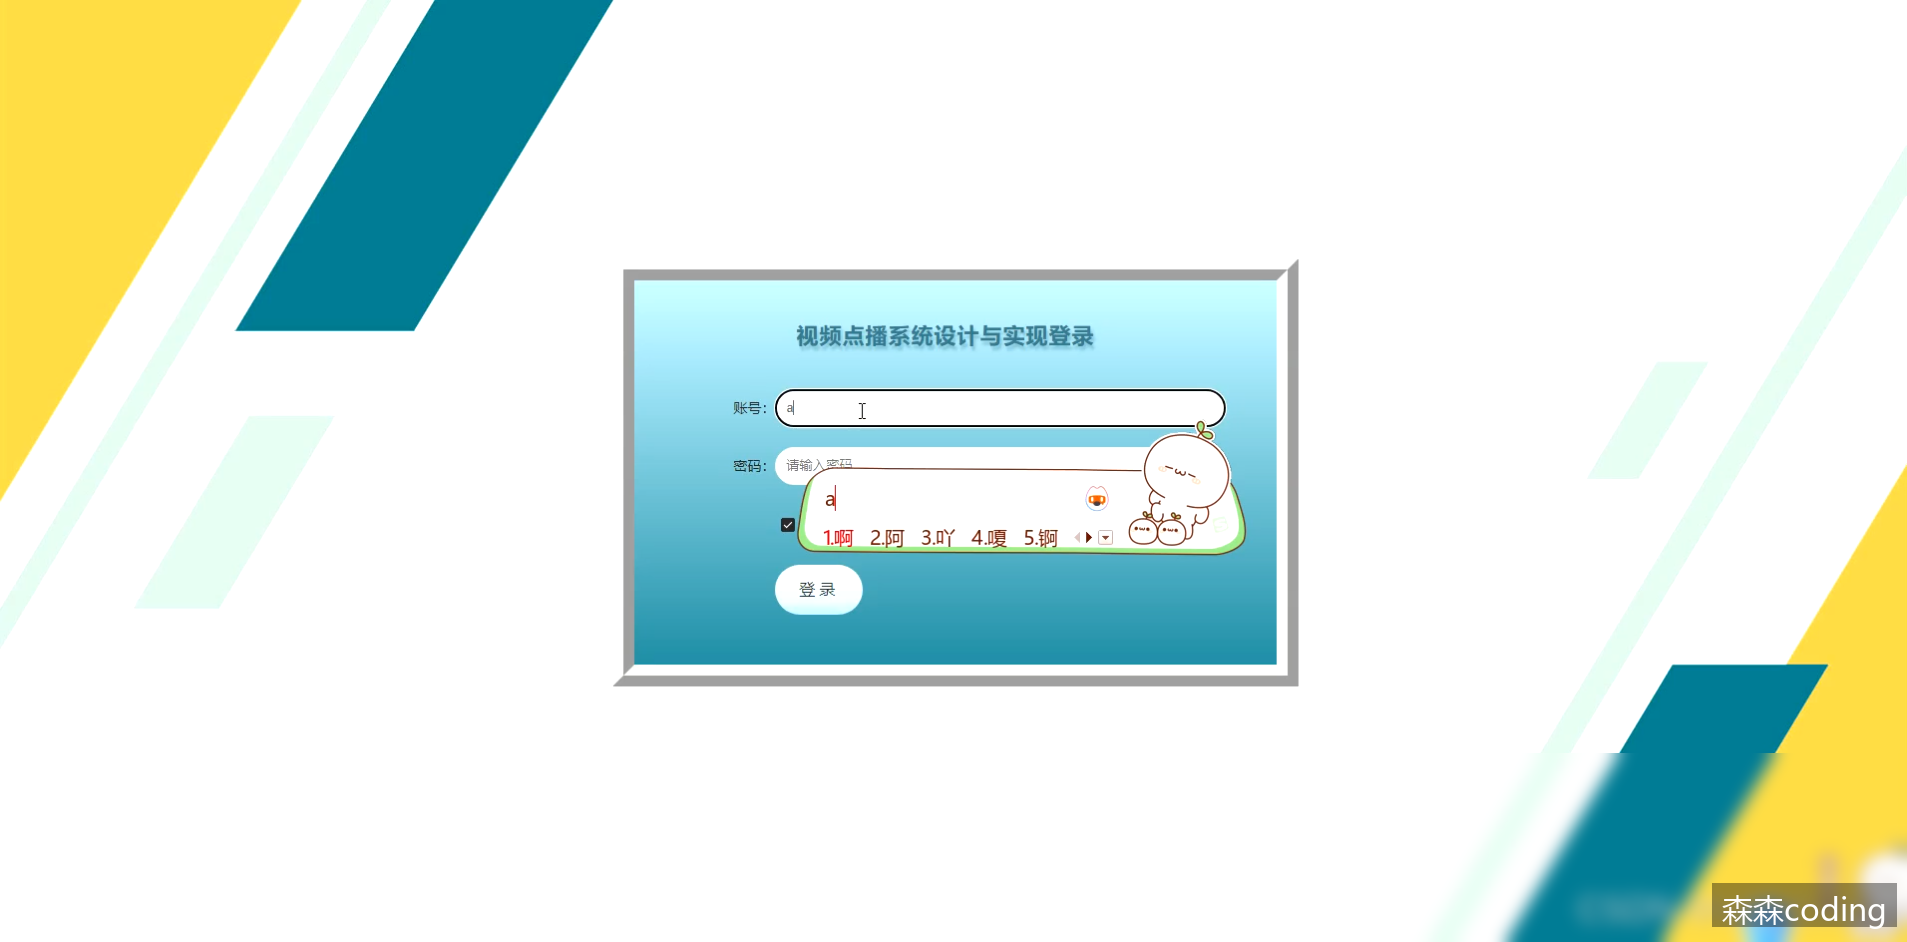 视频点播系统设计与实现登录
账号: a
密码: 请输入密码
a
1.啊 2.阿 3.吖 4.嗄 5.锕
登 录
森森coding